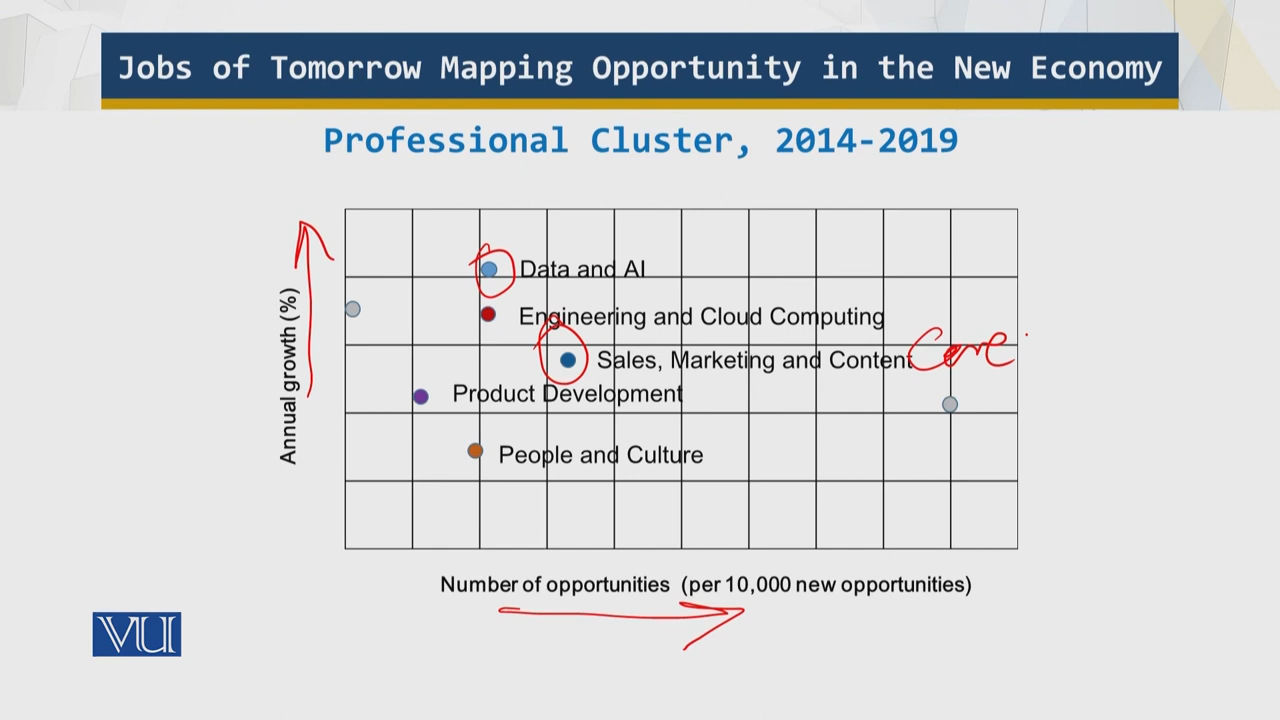 Jobs of Tomorrow Mapping Opportunity in the New Economy
Professional Cluster, 2014-2019
Annual growth (%)
Data and AI
Engineering and Cloud Computing
Sales, Marketing and Content
Product Development
People and Culture
Number of opportunities (per 10,000 new opportunities)
VU